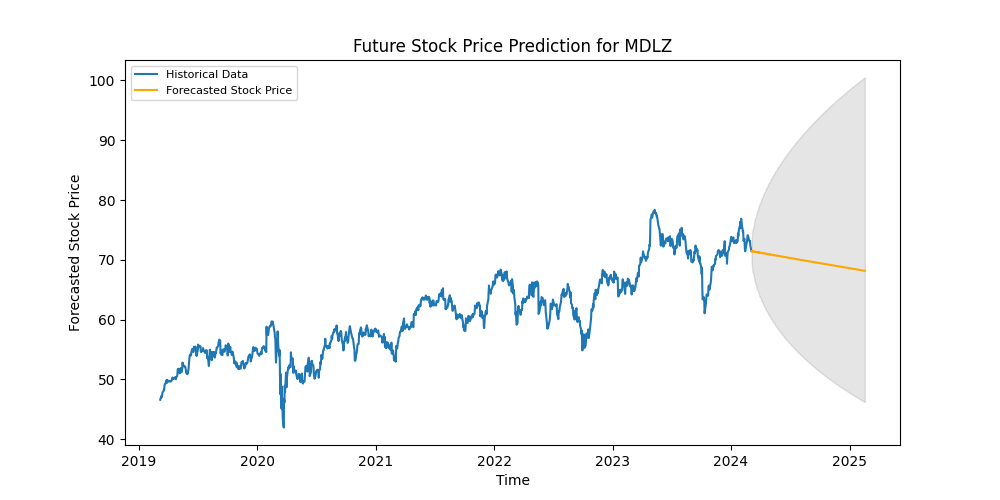 Future Stock Price Prediction for MDLZ
Historical Data
Forecasted Stock Price
Forecasted Stock Price
100
90
80
70
60
50
40
2019
2020
2021
2022
2023
2024
2025
Time